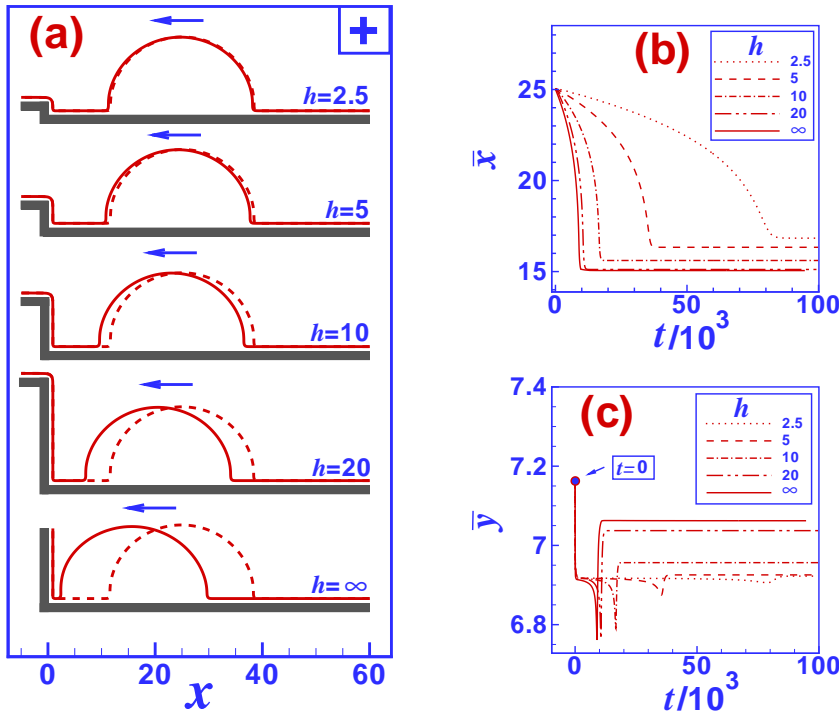 (a)
+
h=2.5
h=5
h=10
h=20
h=∞
0 20 40 60
x
(b)
h
2.5
5
10
20
∞
25
20
15
x̄
0 50 100
t/10³
(c)
h
2.5
5
10
20
∞
t=0
7.4
7.2
7
6.8
ȳ
0 50 100
t/10³